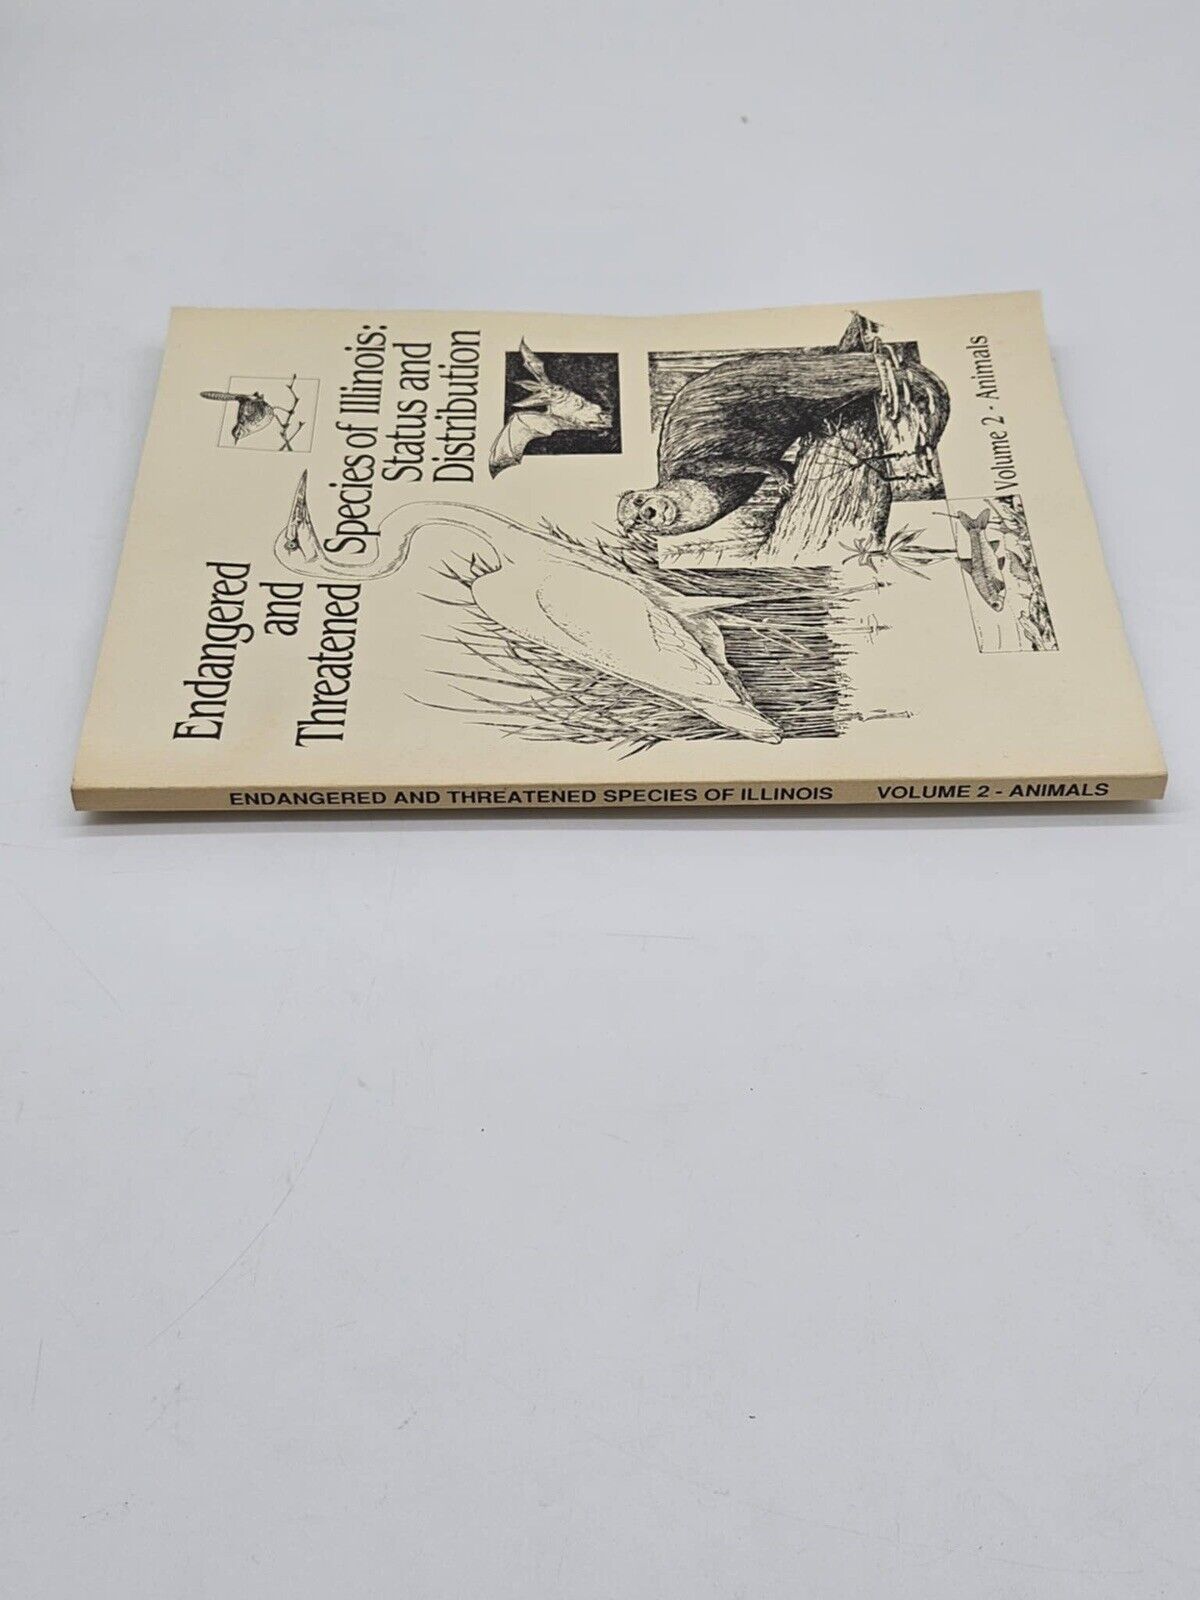 Endangered
and
Threatened
Species of Illinois:
Status and
Distribution
Volume 2 - Animals
ENDANGERED AND THREATENED SPECIES OF ILLINOIS VOLUME 2 - ANIMALS